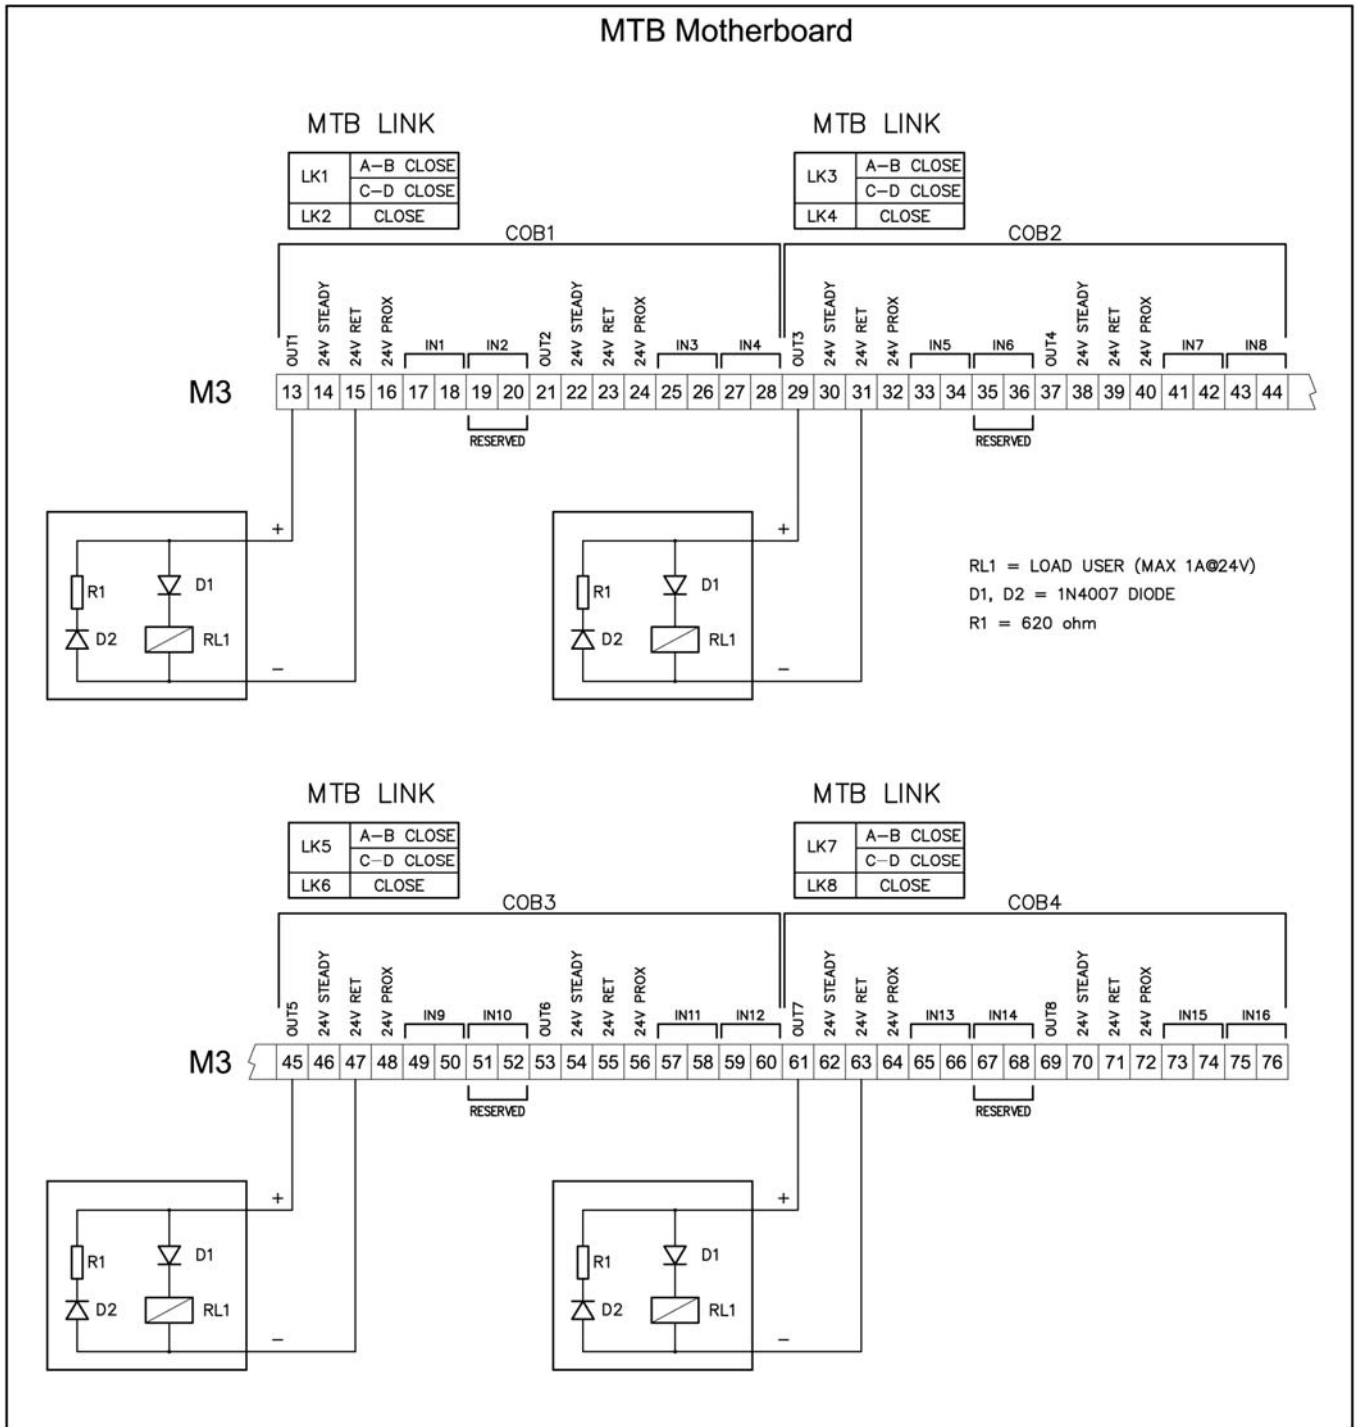 MTB Motherboard
MTB LINK
LK1 A-B CLOSE
C-D CLOSE
LK2 CLOSE
MTB LINK
LK3 A-B CLOSE
C-D CLOSE
LK4 CLOSE
COB1
COB2
OUT1 24V STEADY 24V RET 24V PROX IN1 IN2 OUT2 24V STEADY 24V RET 24V PROX IN3 IN4 OUT3 24V STEADY 24V RET 24V PROX IN5 IN6 OUT4 24V STEADY 24V RET 24V PROX IN7 IN8
M3 13 14 15 16 17 18 19 20 21 22 23 24 25 26 27 28 29 30 31 32 33 34 35 36 37 38 39 40 41 42 43 44
RESERVED RESERVED
+
R1 D1
D2 RL1
-
+
R1 D1
D2 RL1
-
RL1 = LOAD USER (MAX 1A@24V)
D1, D2 = 1N4007 DIODE
R1 = 620 ohm
MTB LINK
LK5 A-B CLOSE
C-D CLOSE
LK6 CLOSE
MTB LINK
LK7 A-B CLOSE
C-D CLOSE
LK8 CLOSE
COB3
COB4
OUT5 24V STEADY 24V RET 24V PROX IN9 IN10 OUT6 24V STEADY 24V RET 24V PROX IN11 IN12 OUT7 24V STEADY 24V RET 24V PROX IN13 IN14 OUT8 24V STEADY 24V RET 24V PROX IN15 IN16
M3 45 46 47 48 49 50 51 52 53 54 55 56 57 58 59 60 61 62 63 64 65 66 67 68 69 70 71 72 73 74 75 76
RESERVED RESERVED
+
R1 D1
D2 RL1
-
+
R1 D1
D2 RL1
-